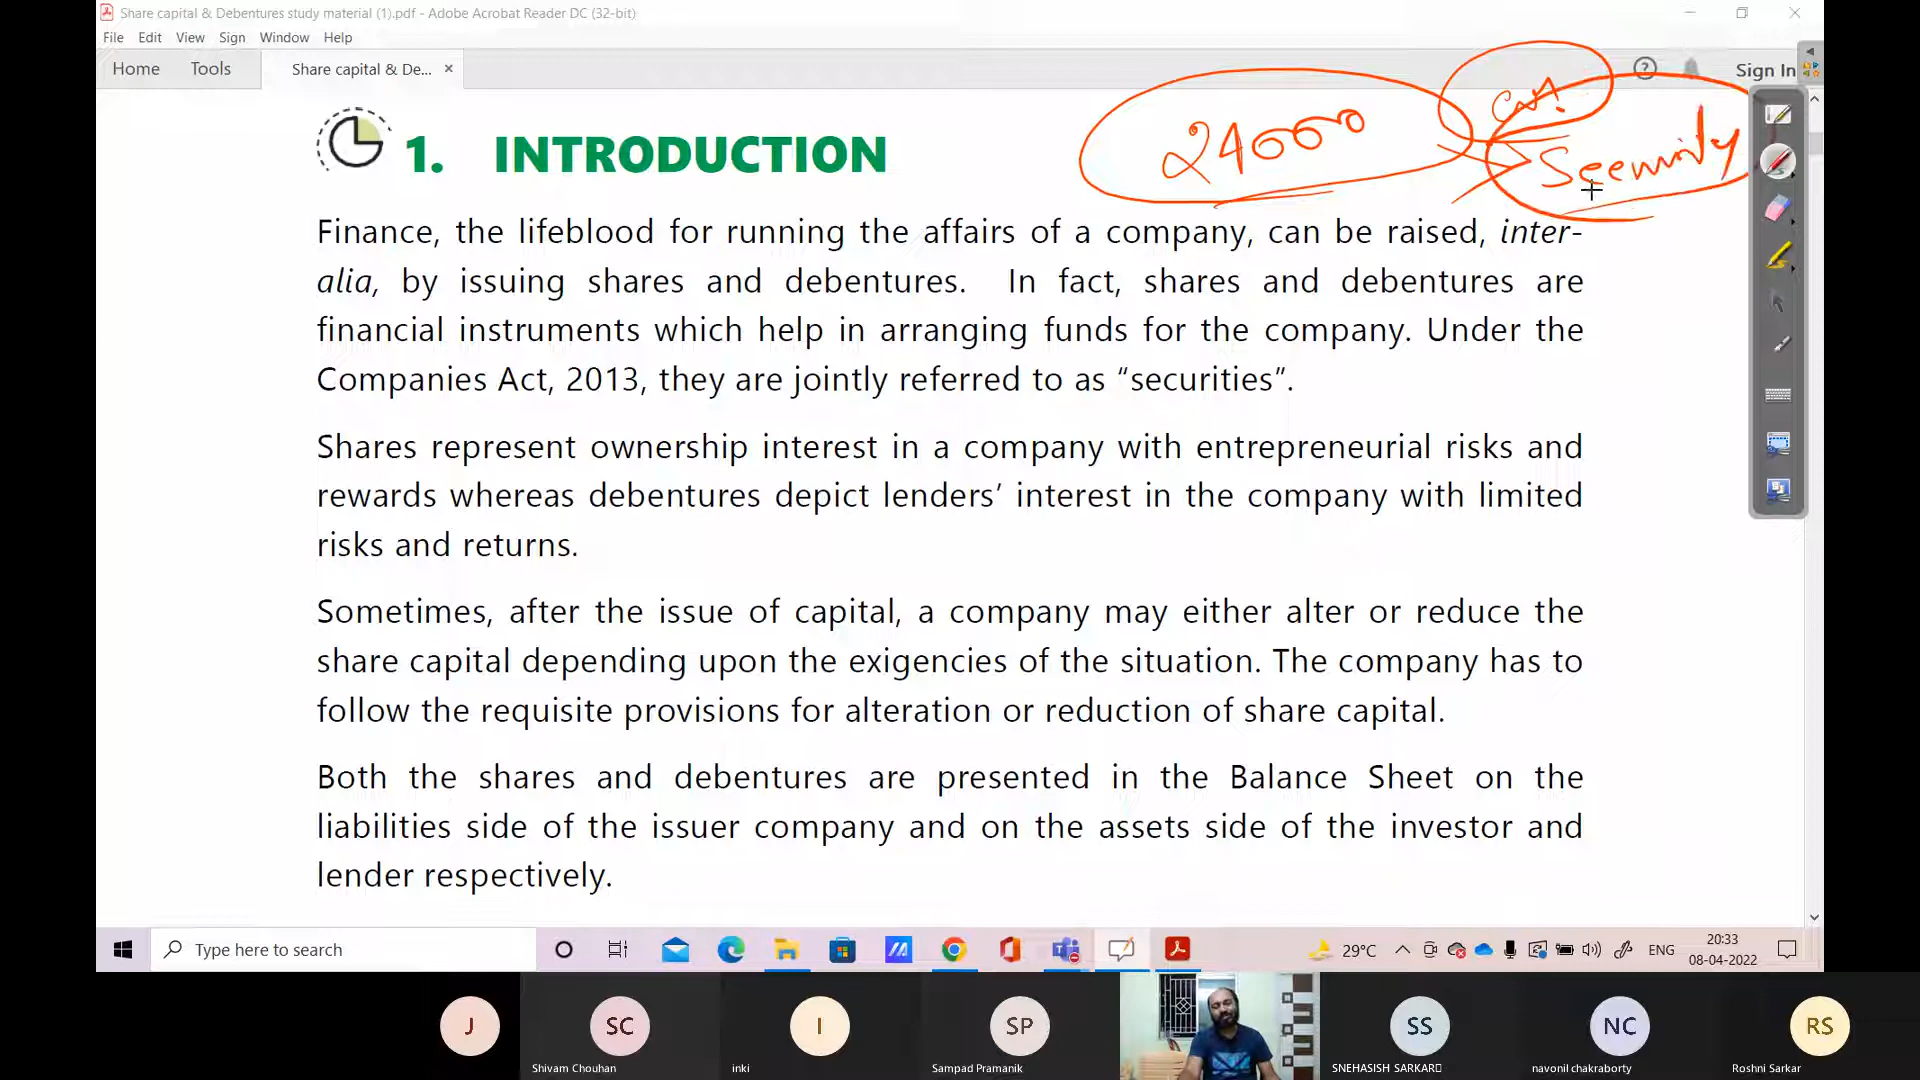 Share capital & Debentures study material (1).pdf - Adobe Acrobat Reader DC (32-bit)
File Edit View Sign Window Help
Home Tools Share capital & De... × Sign In
24000
Security
1. INTRODUCTION
Finance, the lifeblood for running the affairs of a company, can be raised, inter-
alia, by issuing shares and debentures. In fact, shares and debentures are
financial instruments which help in arranging funds for the company. Under the
Companies Act, 2013, they are jointly referred to as “securities”.
Shares represent ownership interest in a company with entrepreneurial risks and
rewards whereas debentures depict lenders’ interest in the company with limited
risks and returns.
Sometimes, after the issue of capital, a company may either alter or reduce the
share capital depending upon the exigencies of the situation. The company has to
follow the requisite provisions for alteration or reduction of share capital.
Both the shares and debentures are presented in the Balance Sheet on the
liabilities side of the issuer company and on the assets side of the investor and
lender respectively.
Type here to search
29°C
ENG
20:33
08-04-2022
J SC I SP SS NC RS
Shivam Chouhan inki Sampad Pramanik SNEHASISH SARKAR navonil chakraborty Roshni Sarkar